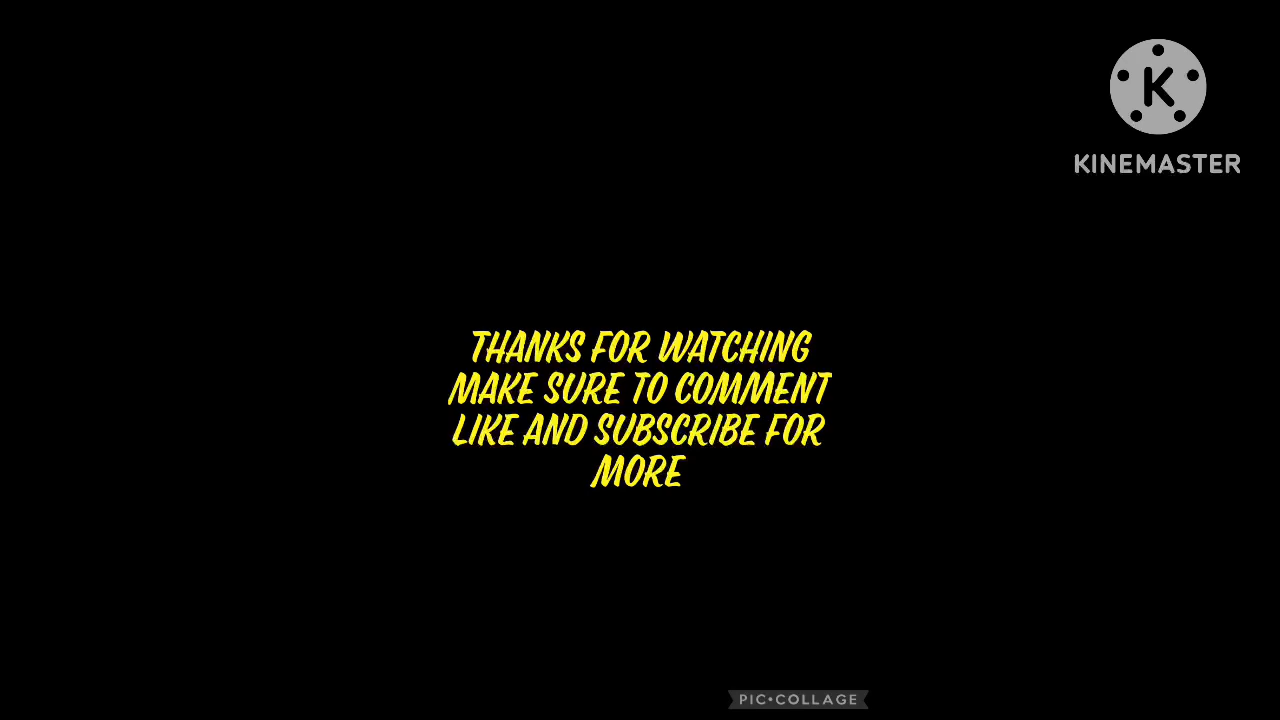 K
KINEMASTER
THANKS FOR WATCHING
MAKE SURE TO COMMENT
LIKE AND SUBSCRIBE FOR
MORE
PIC•COLLAGE